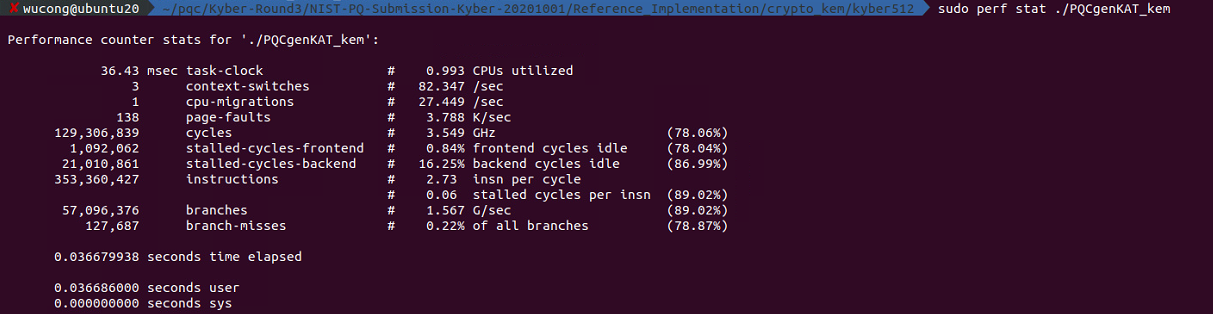 ✘ wucong@ubuntu20 ~/pqc/Kyber-Round3/NIST-PQ-Submission-Kyber-20201001/Reference_Implementation/crypto_kem/kyber512 sudo perf stat ./PQCgenKAT_kem
Performance counter stats for './PQCgenKAT_kem':
36.43 msec task-clock # 0.993 CPUs utilized
3 context-switches # 82.347 /sec
1 cpu-migrations # 27.449 /sec
138 page-faults # 3.788 K/sec
129,306,839 cycles # 3.549 GHz (78.06%)
1,092,062 stalled-cycles-frontend # 0.84% frontend cycles idle (78.04%)
21,010,861 stalled-cycles-backend # 16.25% backend cycles idle (86.99%)
353,360,427 instructions # 2.73 insn per cycle
# 0.06 stalled cycles per insn (89.02%)
57,096,376 branches # 1.567 G/sec (89.02%)
127,687 branch-misses # 0.22% of all branches (78.87%)
0.036679938 seconds time elapsed
0.036686000 seconds user
0.000000000 seconds sys